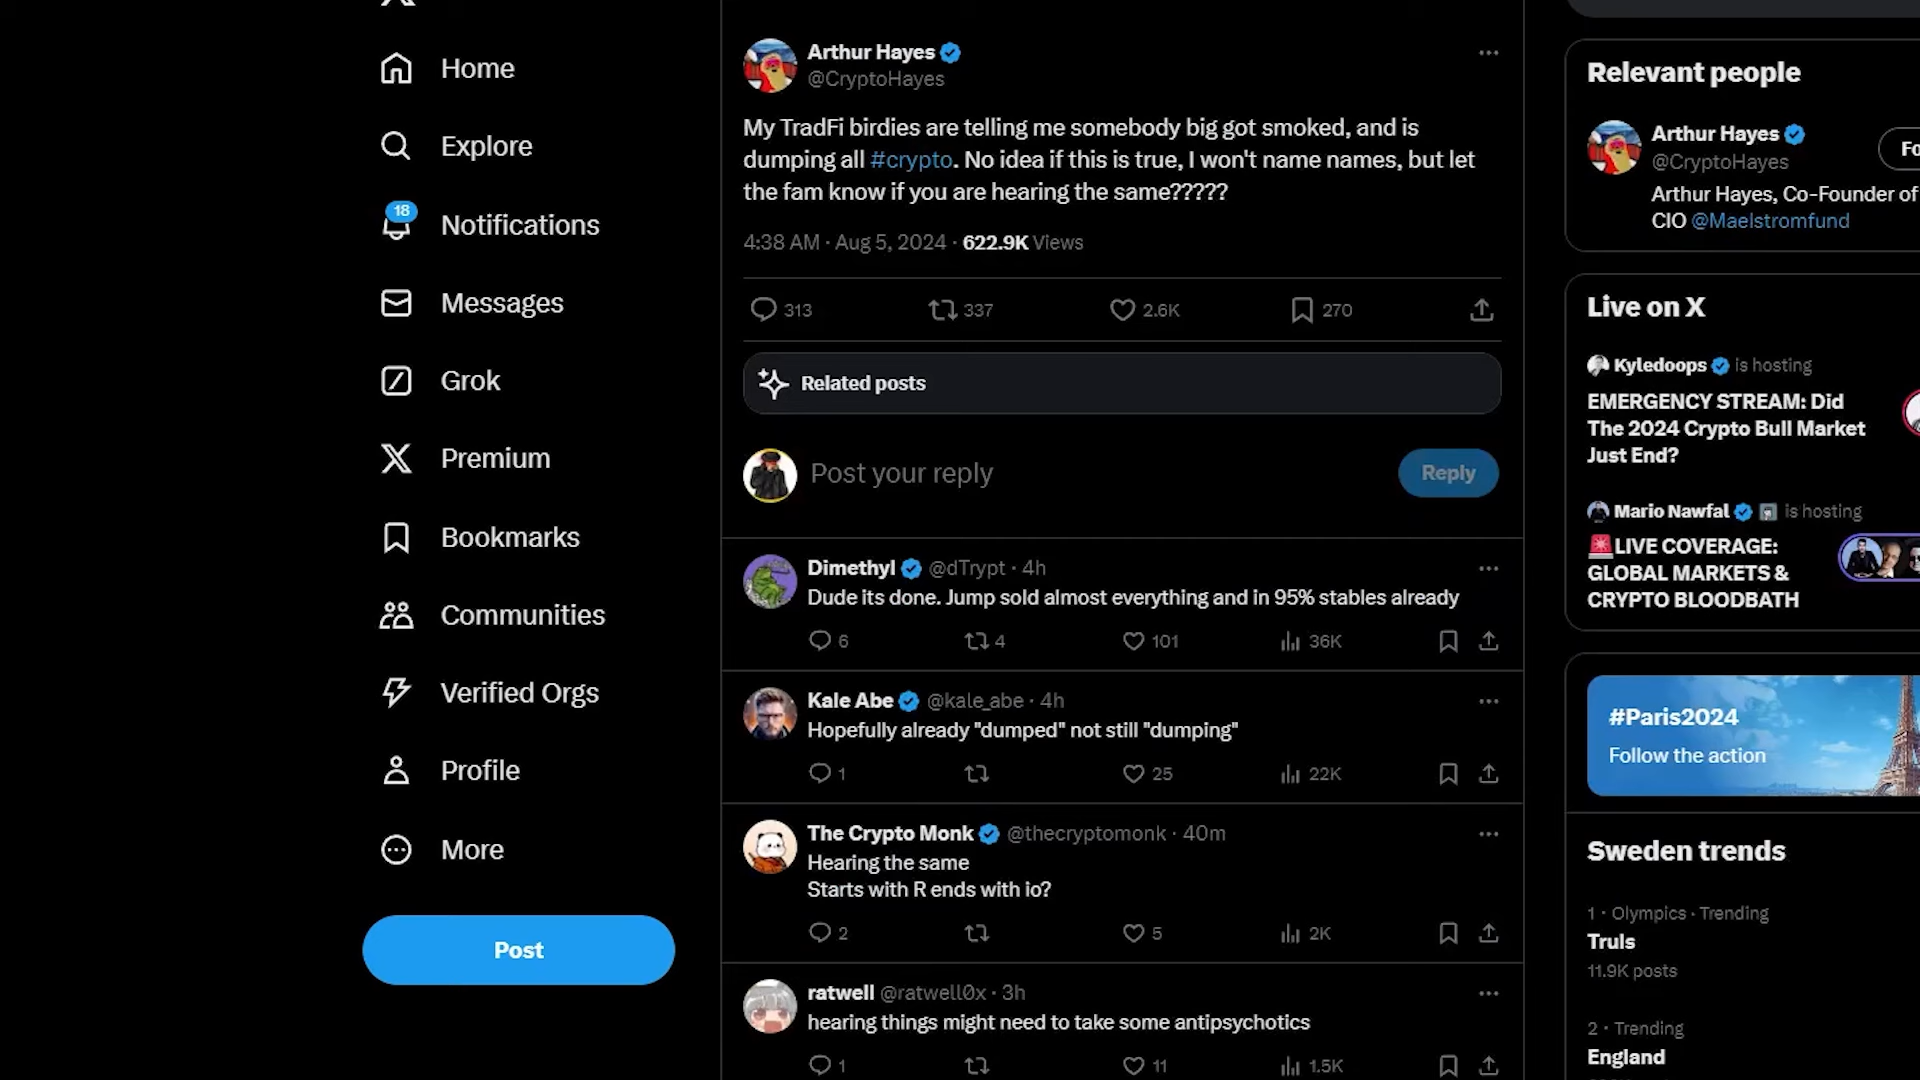 Home
Explore
18
Notifications
Messages
Grok
Premium
Bookmarks
Communities
Verified Orgs
Profile
More
Post
Arthur Hayes
@CryptoHayes
My TradFi birdies are telling me somebody big got smoked, and is
dumping all #crypto. No idea if this is true, I won't name names, but let
the fam know if you are hearing the same?????
4:38 AM · Aug 5, 2024 · 622.9K Views
313 337 2.6K 270
Related posts
Post your reply
Reply
Dimethyl @dTrypt · 4h
Dude its done. Jump sold almost everything and in 95% stables already
6 4 101 36K
Kale Abe @kale_abe · 4h
Hopefully already "dumped" not still "dumping"
1 25 22K
The Crypto Monk @thecryptomonk · 40m
Hearing the same
Starts with R ends with io?
2 5 2K
ratwell @ratwell0x · 3h
hearing things might need to take some antipsychotics
1 11 1.5K
Relevant people
Arthur Hayes
@CryptoHayes
Fo
Arthur Hayes, Co-Founder of
CIO @Maelstromfund
Live on X
Kyledoops is hosting
EMERGENCY STREAM: Did
The 2024 Crypto Bull Market
Just End?
Mario Nawfal is hosting
🚨LIVE COVERAGE:
GLOBAL MARKETS &
CRYPTO BLOODBATH
#Paris2024
Follow the action
Sweden trends
1 · Olympics · Trending
Truls
11.9K posts
2 · Trending
England